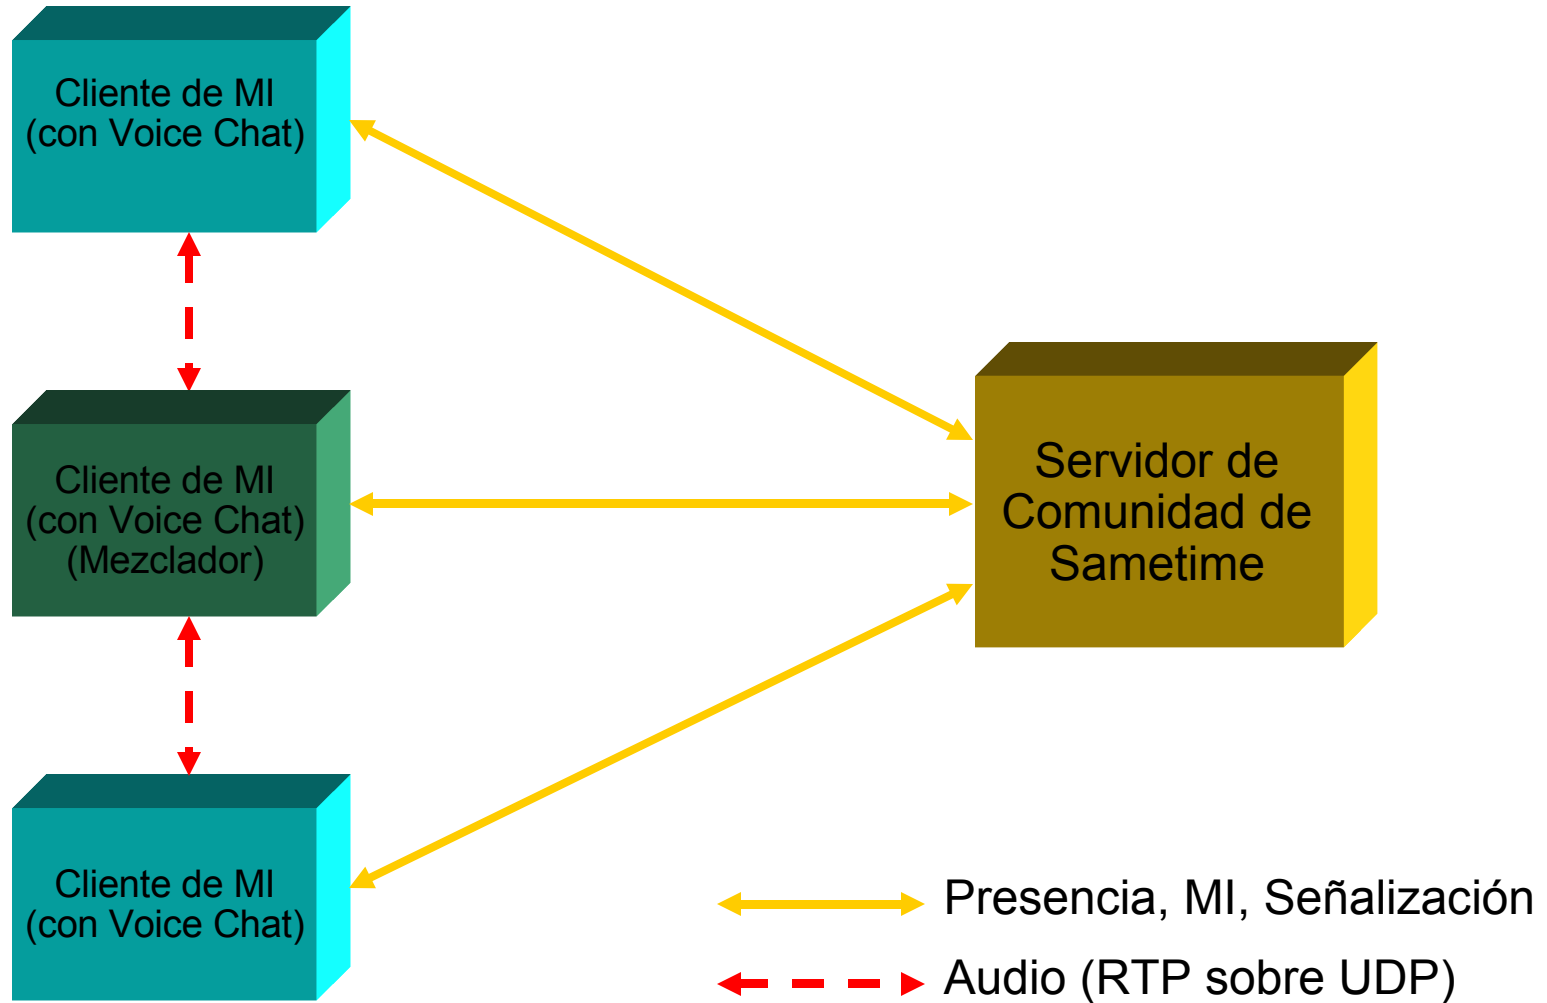 Cliente de MI
(con Voice Chat)
Cliente de MI
(con Voice Chat)
(Mezclador)
Servidor de
Comunidad de
Sametime
Cliente de MI
(con Voice Chat)
Presencia, MI, Señalización
Audio (RTP sobre UDP)